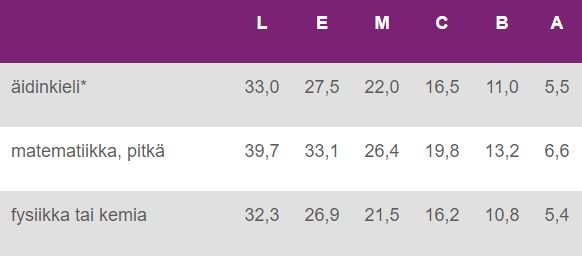 L E M C B A
äidinkieli* 33,0 27,5 22,0 16,5 11,0 5,5
matematiikka, pitkä 39,7 33,1 26,4 19,8 13,2 6,6
fysiikka tai kemia 32,3 26,9 21,5 16,2 10,8 5,4